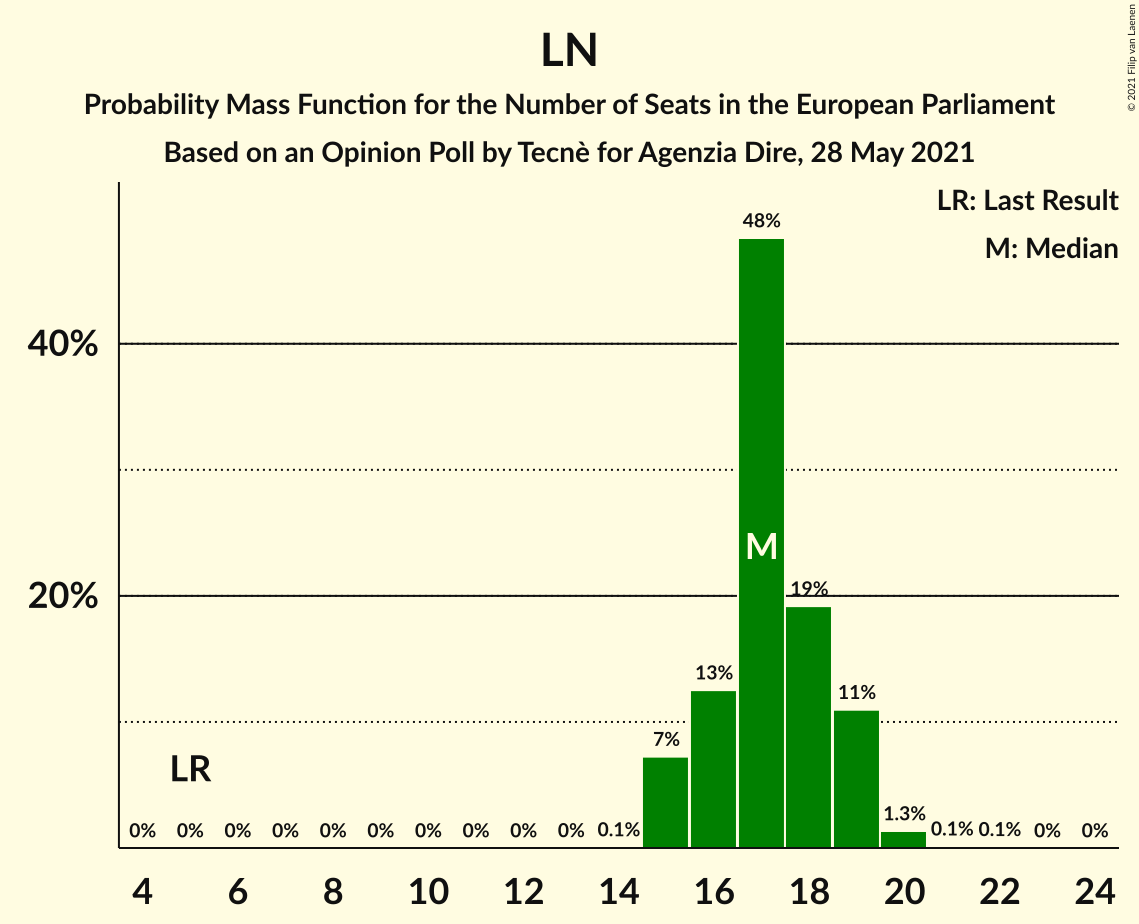 LN
Probability Mass Function for the Number of Seats in the European Parliament
Based on an Opinion Poll by Tecnè for Agenzia Dire, 28 May 2021
© 2021 Filip van Laenen
LR: Last Result
M: Median
48%
40%
M
20%
19%
13%
11%
7%
LR
0% 0% 0% 0% 0% 0% 0% 0% 0% 0% 0.1% 1.3% 0.1% 0.1% 0% 0%
4 6 8 10 12 14 16 18 20 22 24